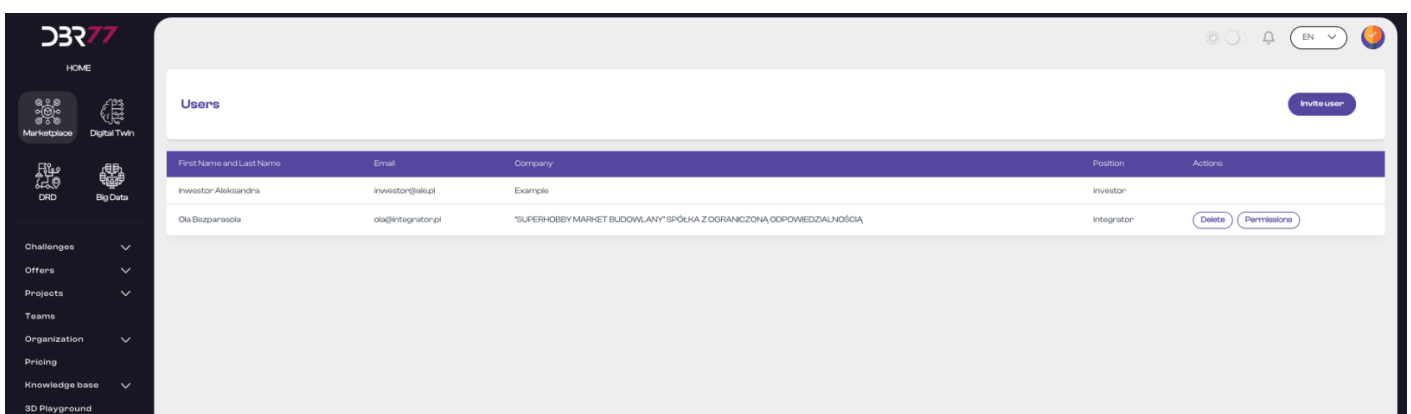 DBR77
HOME
Marketplace
Digital Twin
DRD
Big Data
Challenges
Offers
Projects
Teams
Organization
Pricing
Knowledge base
3D Playground
EN
Users
Invite user
First Name and Last Name Email Company Position Actions
Inwestor Aleksandra inwestor@ale.pl Example investor
Ola Bezparasola ola@integrator.pl "SUPERHOBBY MARKET BUDOWLANY" SPÓŁKA Z OGRANICZONĄ ODPOWIEDZIALNOŚCIĄ integrator Delete Permissions